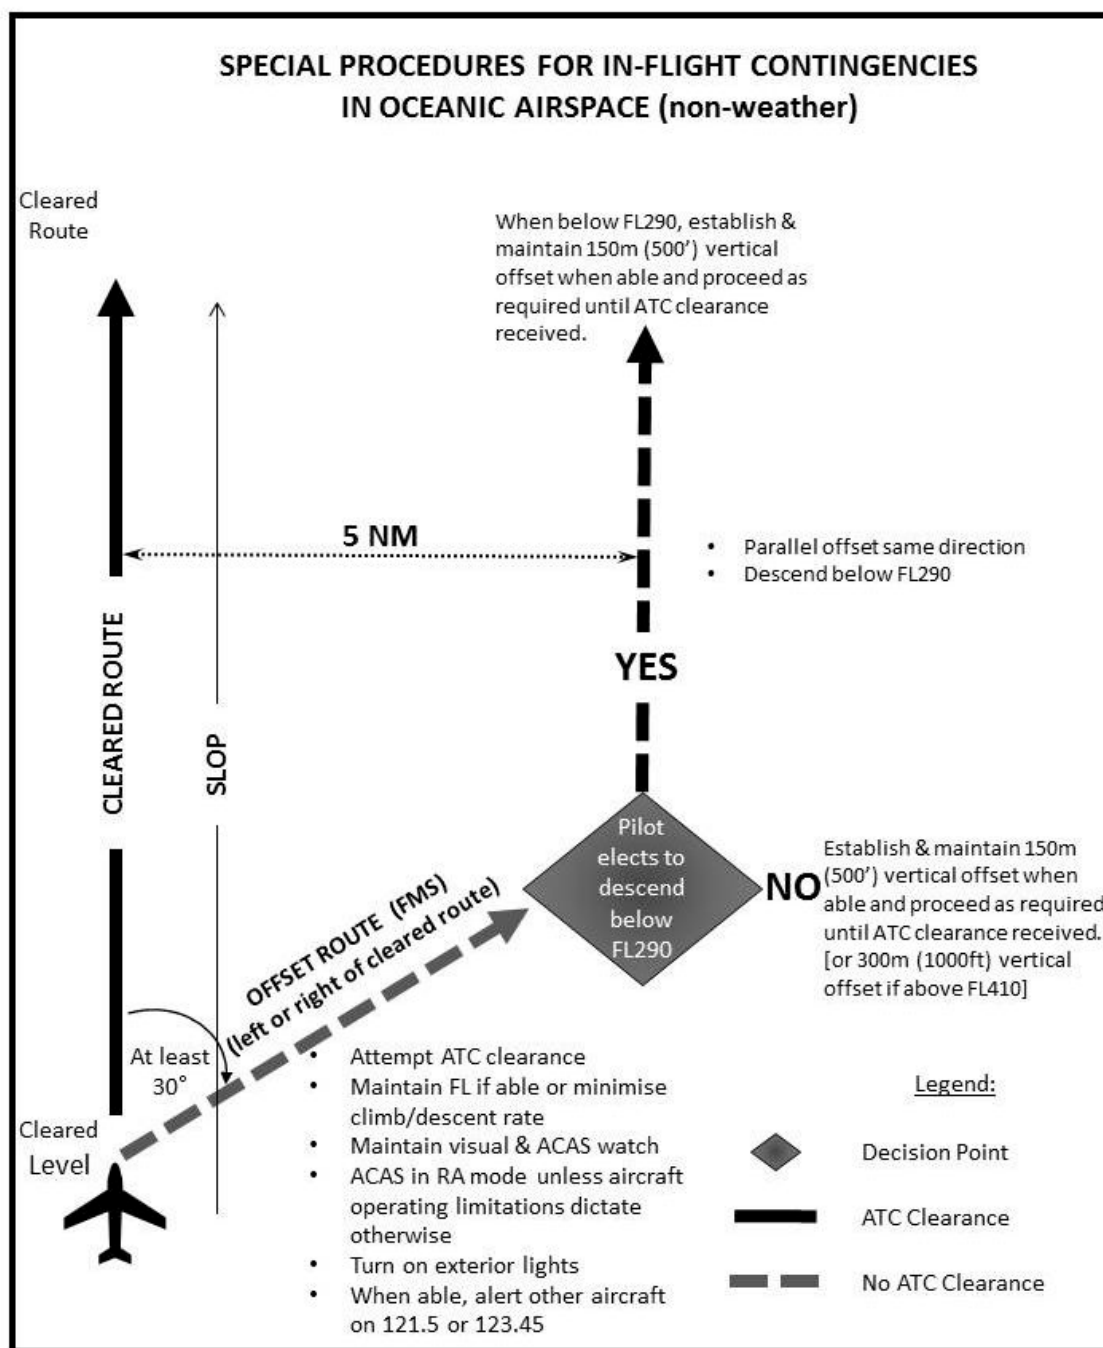 SPECIAL PROCEDURES FOR IN-FLIGHT CONTINGENCIES
IN OCEANIC AIRSPACE (non-weather)
Cleared
Route
When below FL290, establish &
maintain 150m (500’) vertical
offset when able and proceed as
required until ATC clearance
received.
5 NM
• Parallel offset same direction
• Descend below FL290
CLEARED ROUTE
SLOP
YES
Pilot
elects to
descend
below
FL290
NO
Establish & maintain 150m
(500’) vertical offset when
able and proceed as required
until ATC clearance received.
[or 300m (1000ft) vertical
offset if above FL410]
OFFSET ROUTE (FMS)
(left or right of cleared route)
At least
30°
Cleared
Level
• Attempt ATC clearance
• Maintain FL if able or minimise
climb/descent rate
• Maintain visual & ACAS watch
• ACAS in RA mode unless aircraft
operating limitations dictate
otherwise
• Turn on exterior lights
• When able, alert other aircraft
on 121.5 or 123.45
Legend:
Decision Point
ATC Clearance
No ATC Clearance